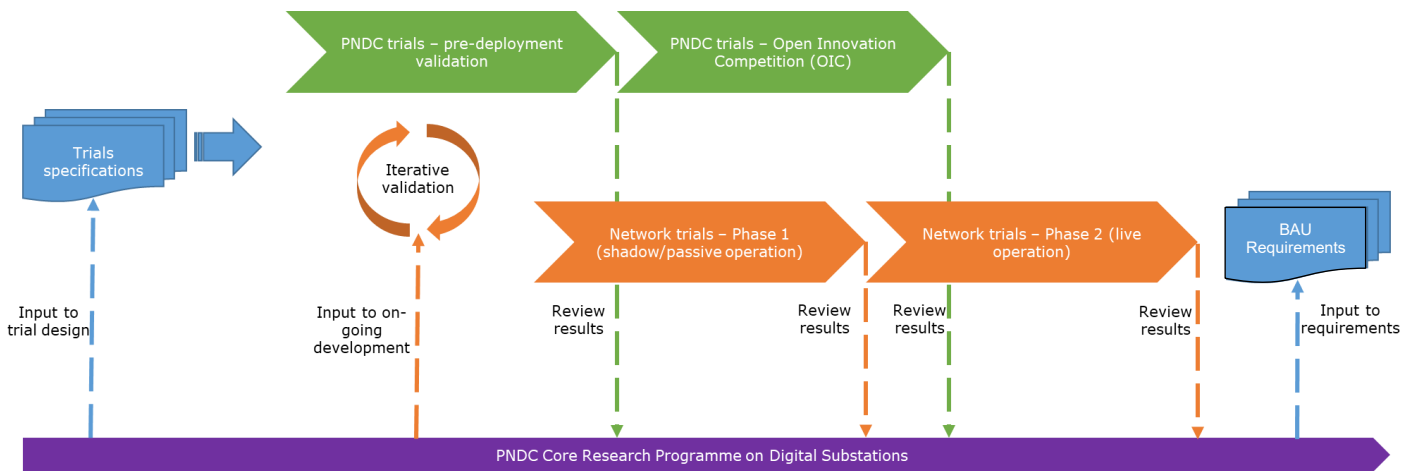 PNDC trials – pre-deployment
validation
PNDC trials – Open Innovation
Competition (OIC)
Trials
specifications
Iterative
validation
Network trials – Phase 1
(shadow/passive operation)
Network trials – Phase 2 (live
operation)
BAU
Requirements
Input to
trial design
Input to on-
going
development
Review
results
Review
results
Review
results
Review
results
Input to
requirements
PNDC Core Research Programme on Digital Substations